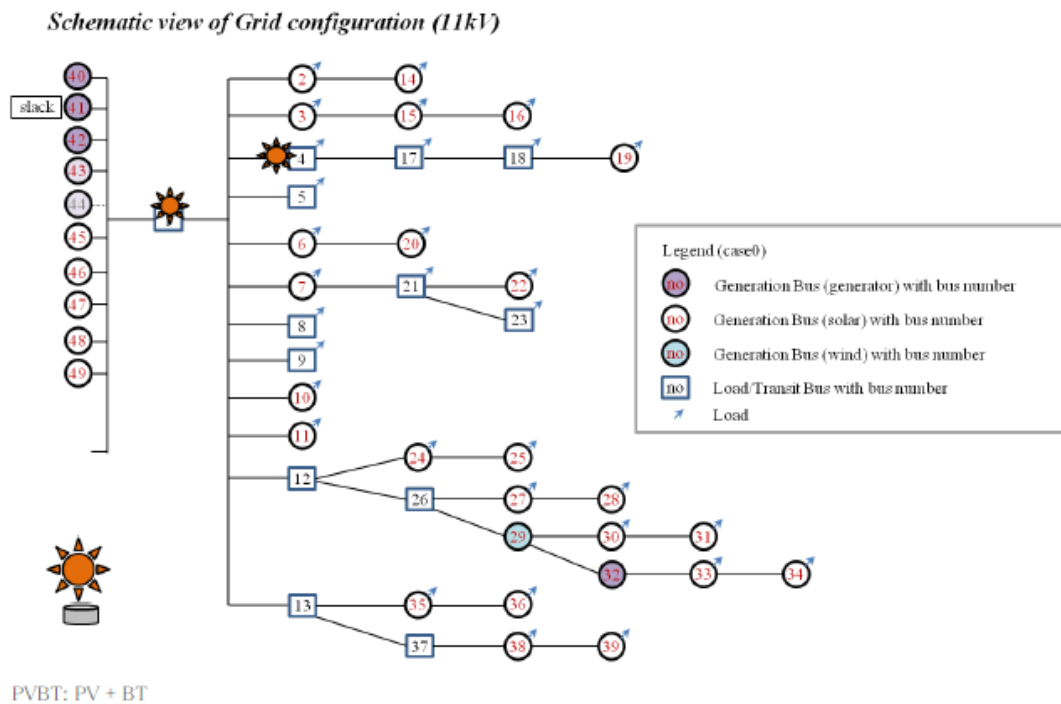 Schematic view of Grid configuration (11kV)
40 2 14
slack 41 3 15 16
42 4 17 18 19
43
44 5
45 6 20
46 7 21 22
47 8 23
48 9
49 10
11
12 24 25
26 27 28
29 30 31
32 33 34
13 35 36
37 38 39
Legend (case0)
no Generation Bus (generator) with bus number
no Generation Bus (solar) with bus number
no Generation Bus (wind) with bus number
no Load/Transit Bus with bus number
Load
PVBT: PV + BT